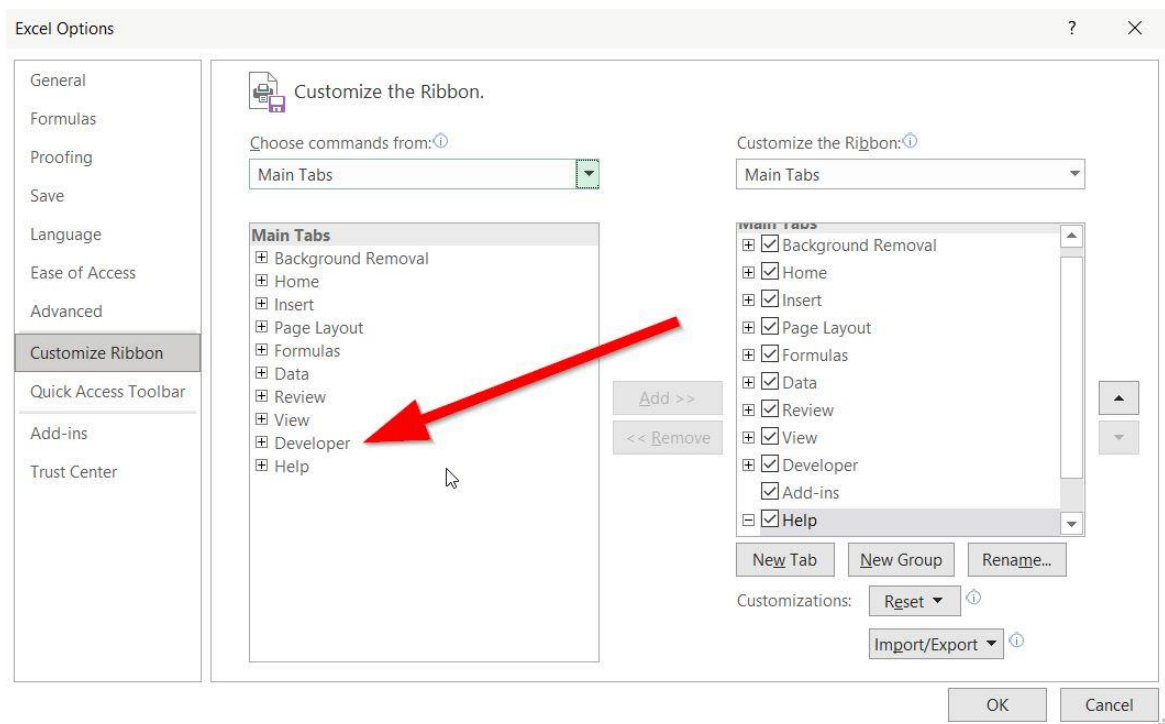 Excel Options
?
General
Formulas
Proofing
Save
Language
Ease of Access
Advanced
Customize Ribbon
Quick Access Toolbar
Add-ins
Trust Center
Customize the Ribbon.
Choose commands from:
Main Tabs
Main Tabs
Background Removal
Home
Insert
Page Layout
Formulas
Data
Review
View
Developer
Help
Add >>
<< Remove
Customize the Ribbon:
Main Tabs
Main Tabs
Background Removal
Home
Insert
Page Layout
Formulas
Data
Review
View
Developer
Add-ins
Help
New Tab
New Group
Rename...
Customizations:
Reset
Import/Export
OK
Cancel